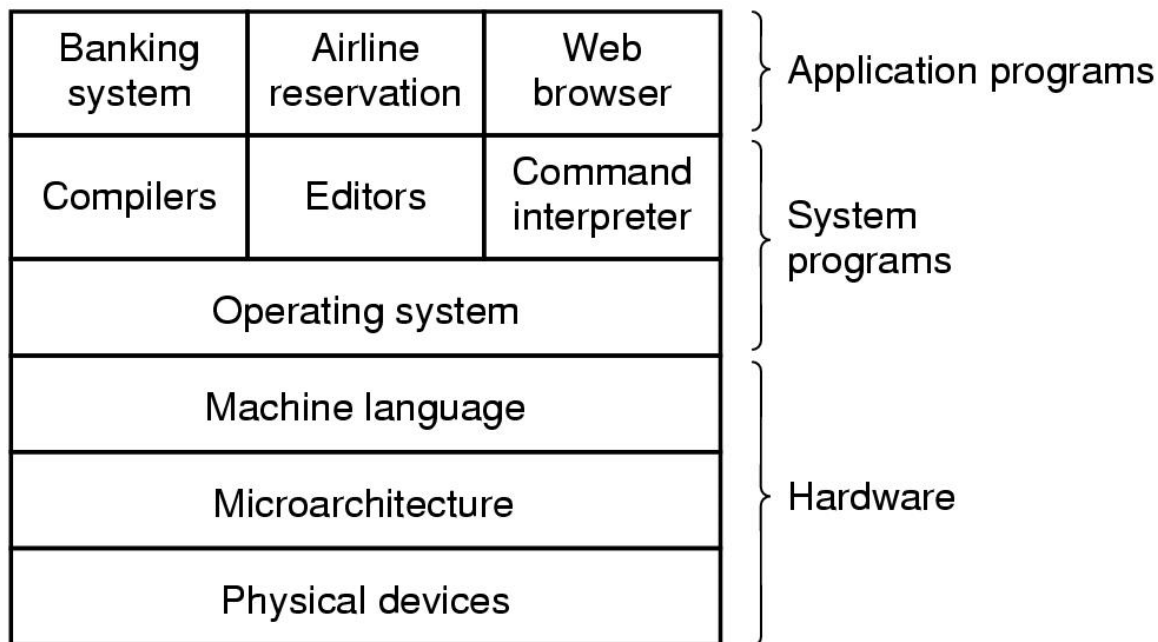 Banking
system
Airline
reservation
Web
browser
Application programs
Compilers
Editors
Command
interpreter
System
programs
Operating system
Machine language
Microarchitecture
Hardware
Physical devices